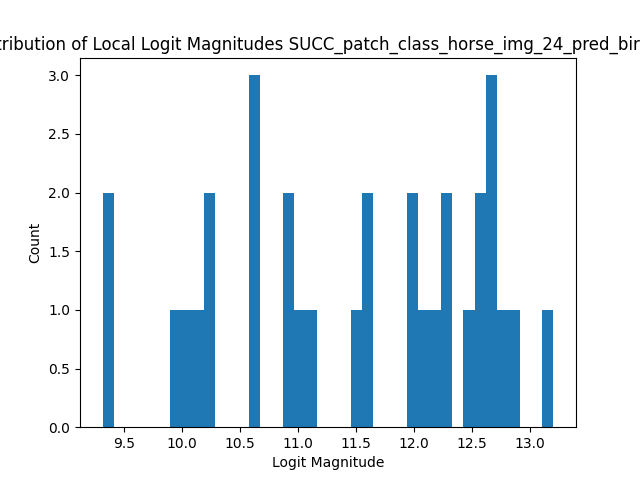 tribution of Local Logit Magnitudes SUCC_patch_class_horse_img_24_pred_bir
3.0
2.5
2.0
1.5
1.0
0.5
0.0
Count
9.5 10.0 10.5 11.0 11.5 12.0 12.5 13.0
Logit Magnitude